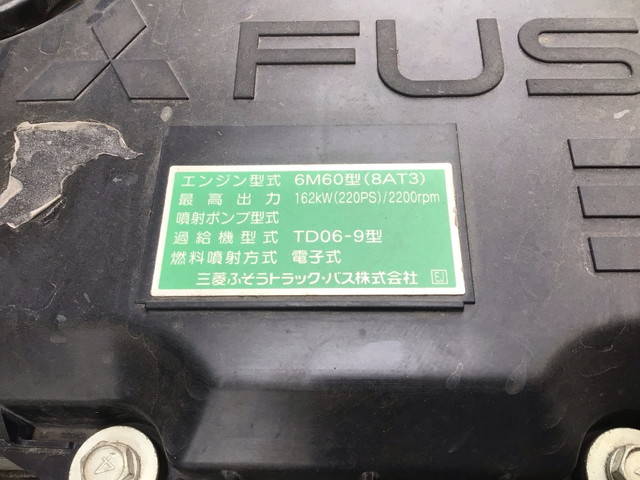 FUS
エンジン型式 6M60型(8AT3)
最高出力 162kW(220PS)/2200rpm
噴射ポンプ型式
過給機型式 TD06-9型
燃料噴射方式 電子式
三菱ふそうトラック・バス株式会社 EJ